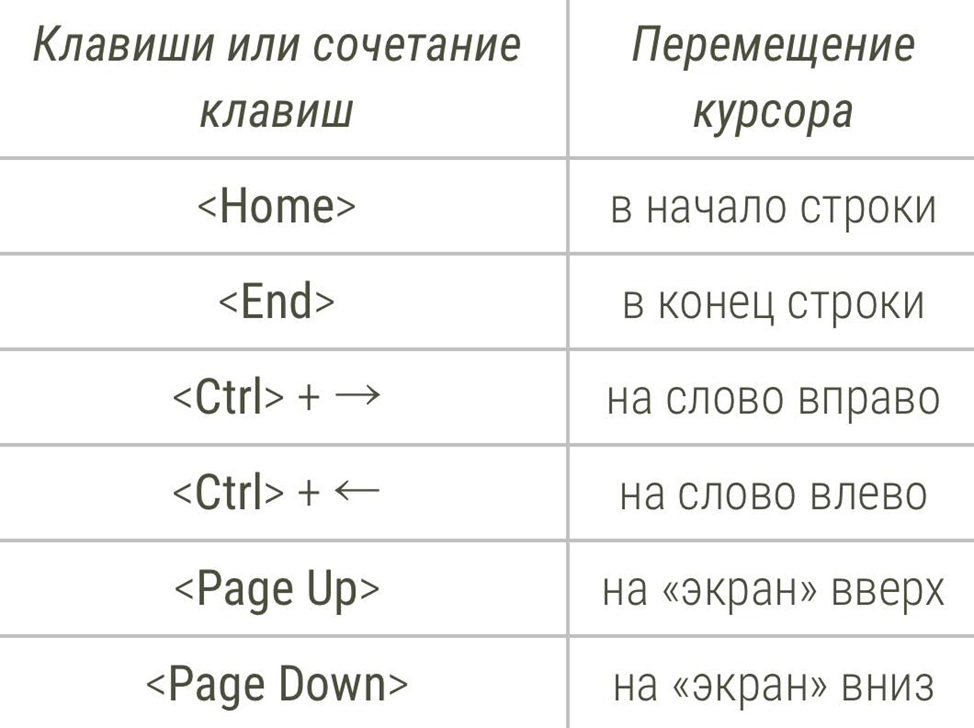 Клавиши или сочетание
клавиш
Перемещение
курсора
<Home>
в начало строки
<End>
в конец строки
<Ctrl> + →
на слово вправо
<Ctrl> + ←
на слово влево
<Page Up>
на «экран» вверх
<Page Down>
на «экран» вниз